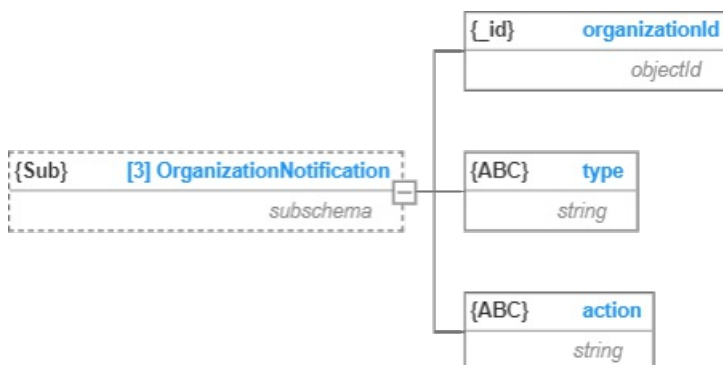 {_id} organizationId
objectId
{Sub} [3] OrganizationNotification
subschema
{ABC} type
string
{ABC} action
string